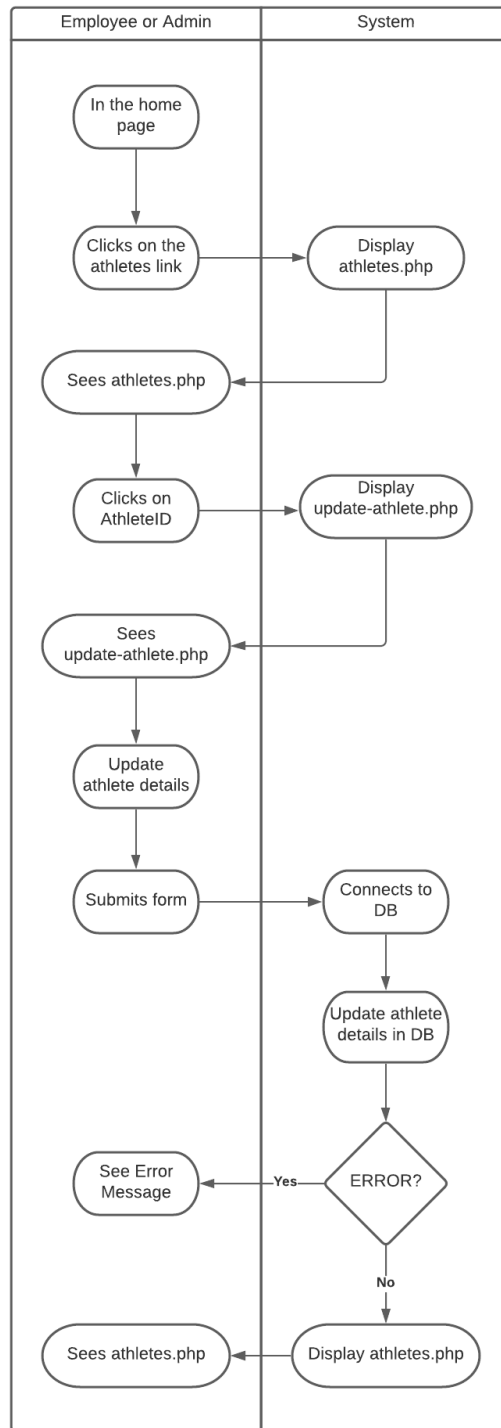 Employee or Admin
System
In the home
page
Clicks on the
athletes link
Display
athletes.php
Sees athletes.php
Clicks on
AthleteID
Display
update-athlete.php
Sees
update-athlete.php
Update
athlete details
Submits form
Connects to
DB
Update athlete
details in DB
ERROR?
Yes
See Error
Message
No
Display athletes.php
Sees athletes.php